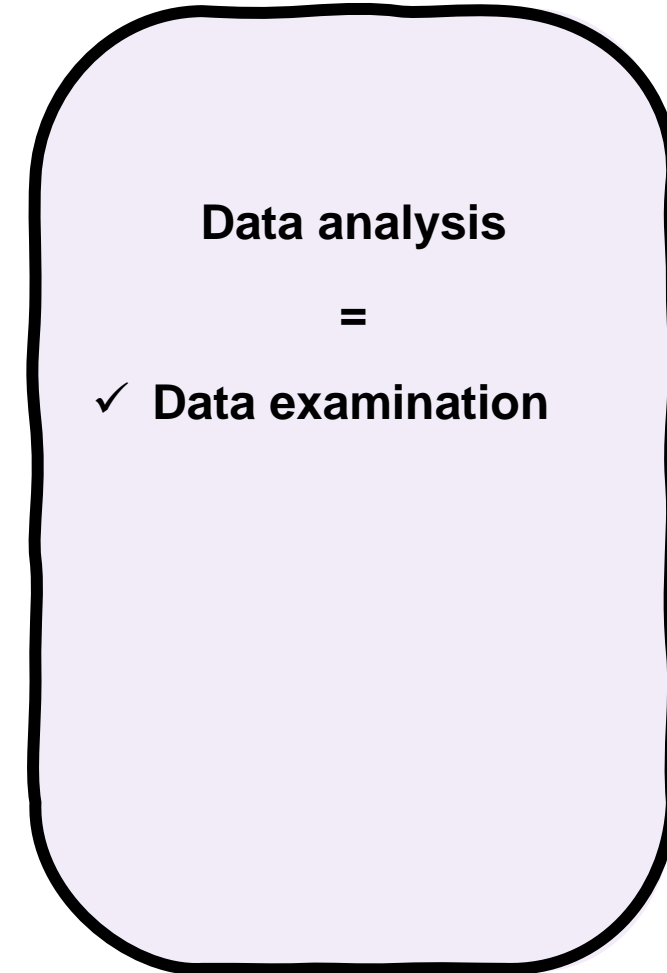 Data analysis
=
✓ Data examination